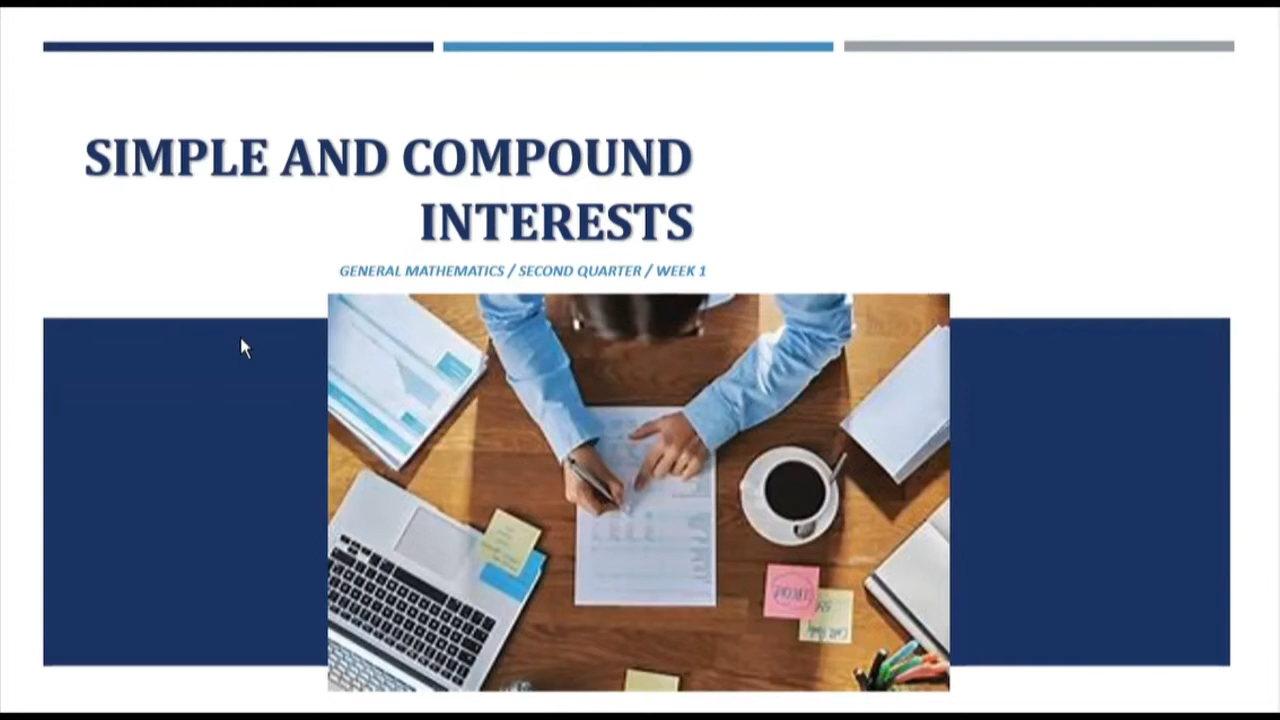 SIMPLE AND COMPOUND
INTERESTS
GENERAL MATHEMATICS / SECOND QUARTER / WEEK 1